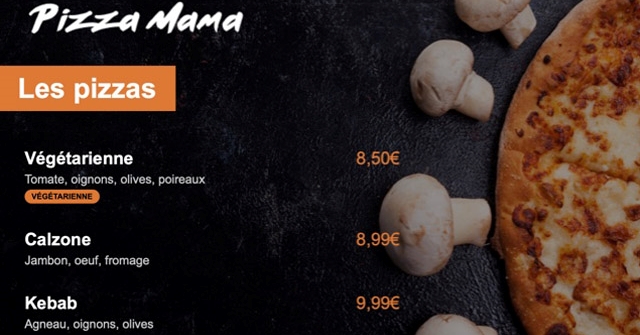 Pizza Mama
Les pizzas
Végétarienne 8,50€
Tomate, oignons, olives, poireaux
VÉGÉTARIENNE
Calzone 8,99€
Jambon, oeuf, fromage
Kebab 9,99€
Agneau, oignons, olives